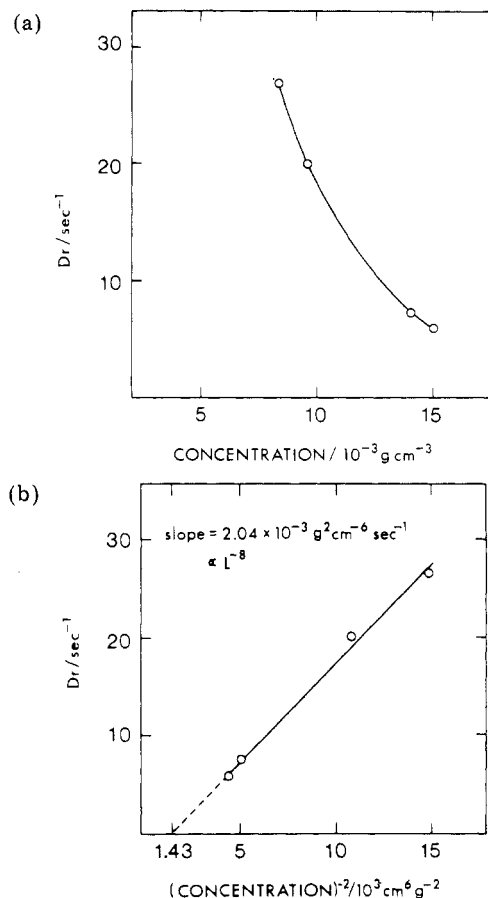 (a)
30
20
10
Dr/sec⁻¹
5 10 15
CONCENTRATION / 10⁻³ g cm⁻³
(b)
slope = 2.04 × 10⁻³ g² cm⁻⁶ sec⁻¹
∝ L⁻⁸
30
20
10
0
Dr/sec⁻¹
1.43 5 10 15
(CONCENTRATION)⁻²/10³ cm⁶ g⁻²